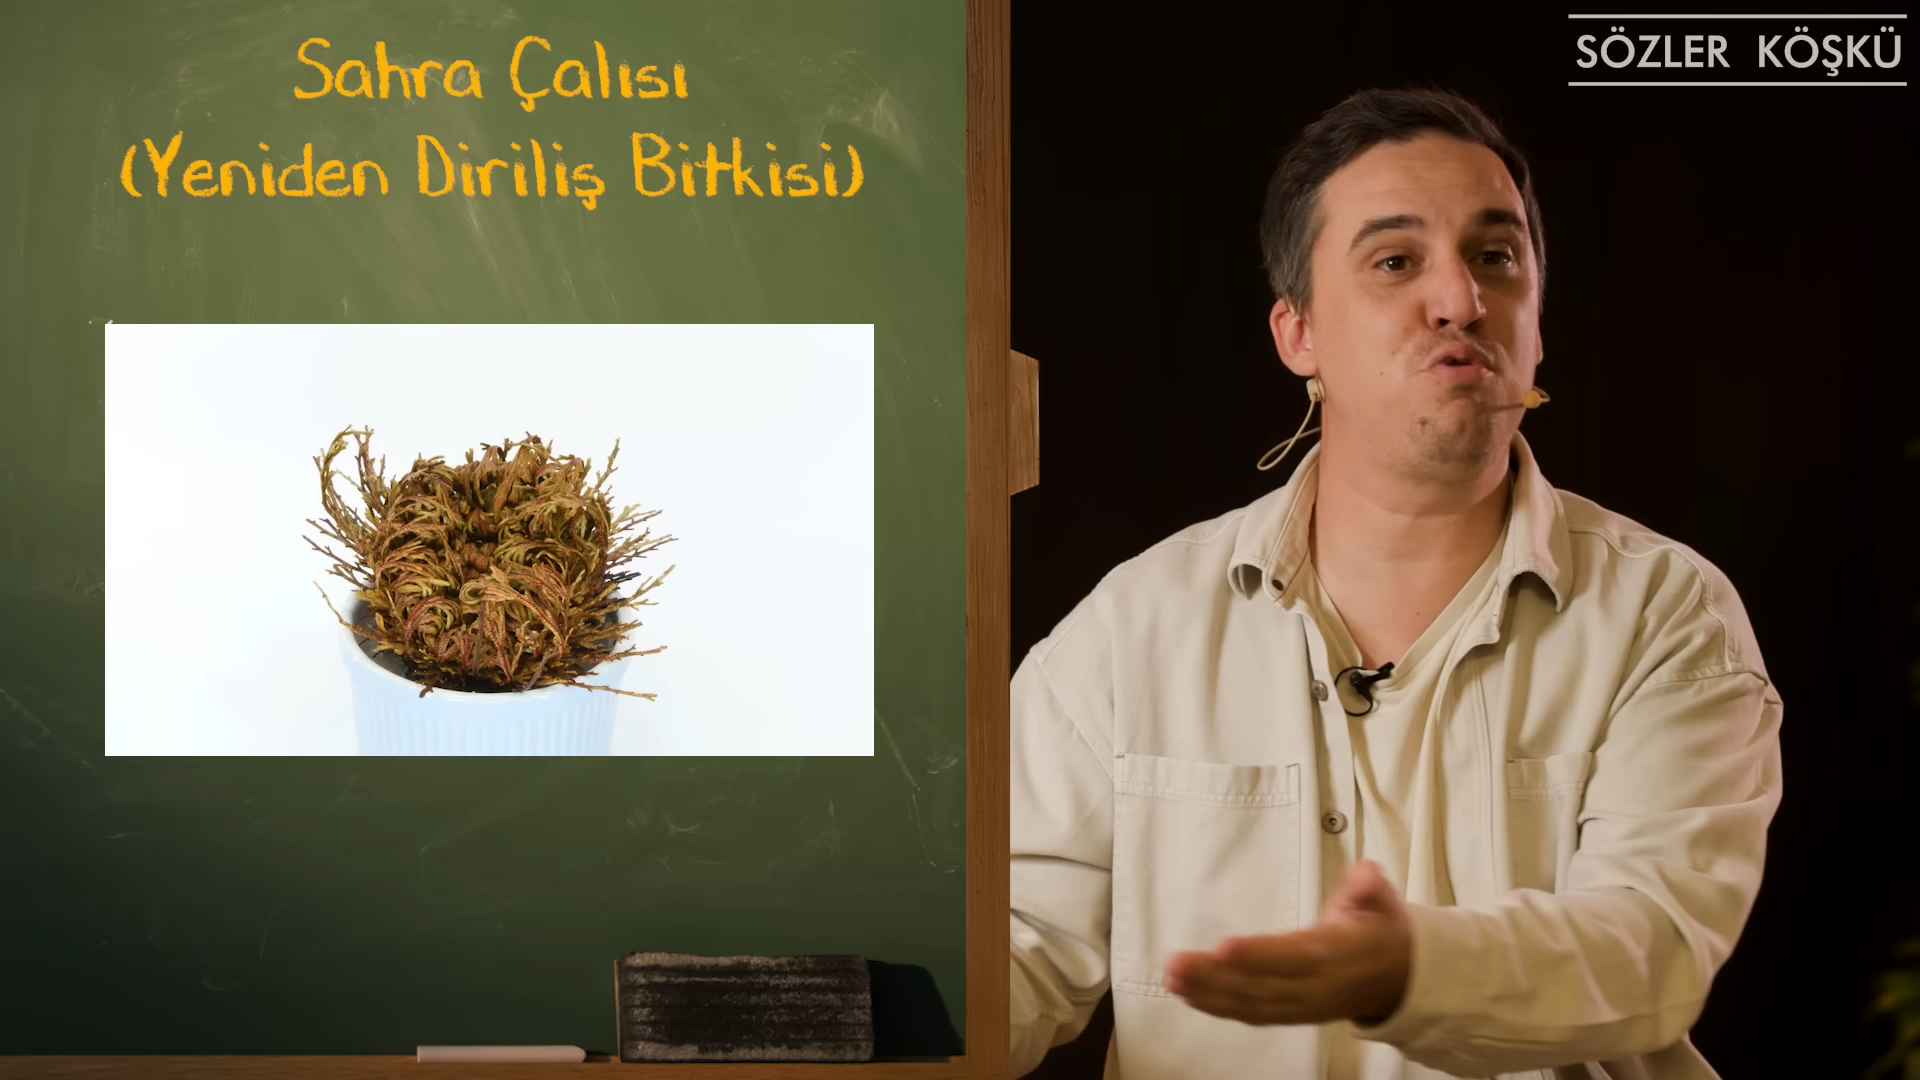 Sahra Çalısı
(Yeniden Diriliş Bitkisi)
SÖZLER KÖŞKÜ